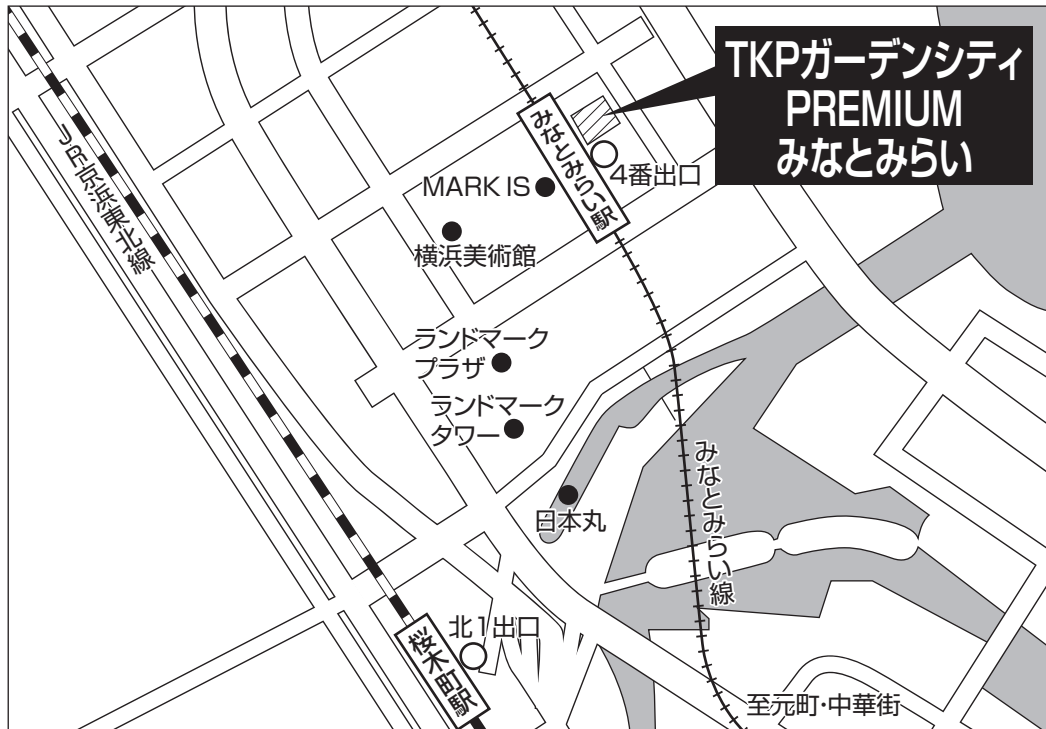 TKPガーデンシティ
PREMIUM
みなとみらい
みなとみらい駅
4番出口
JR京浜東北線
MARK IS
横浜美術館
ランドマーク
プラザ
ランドマーク
タワー
みなとみらい線
日本丸
北1出口
桜木町駅
至元町・中華街